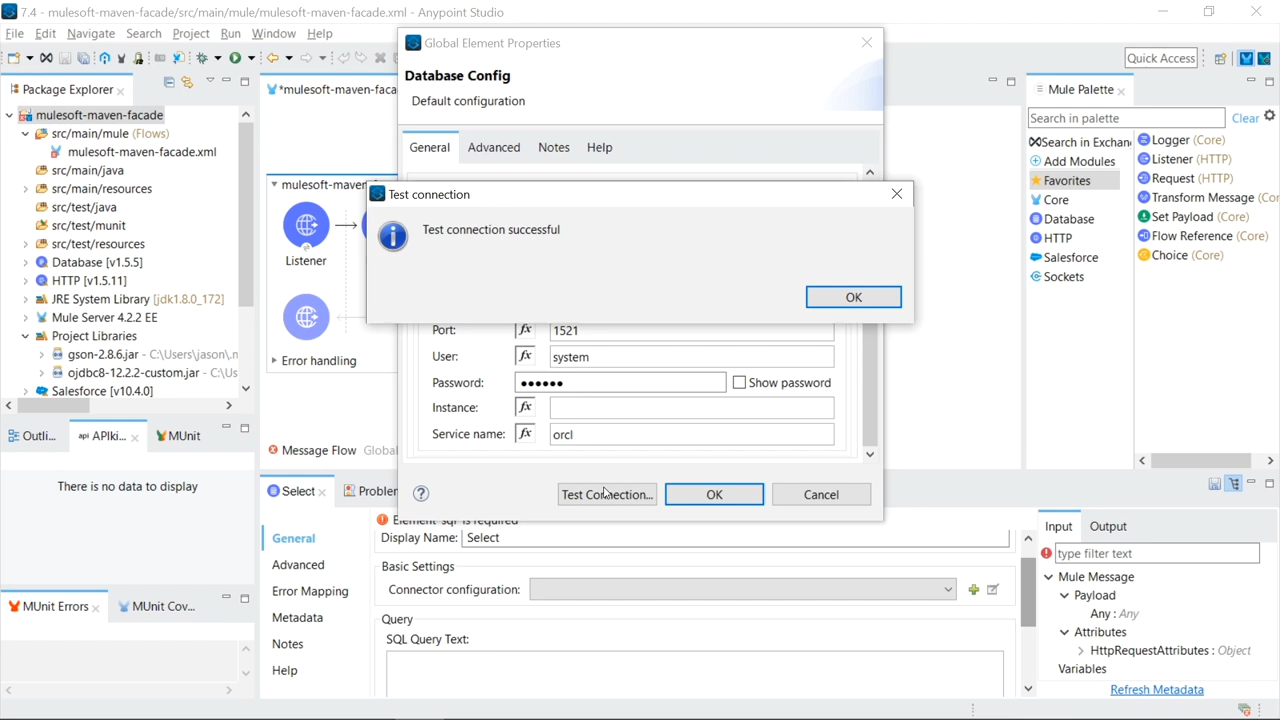 7.4 - mulesoft-maven-facade/src/main/mule/mulesoft-maven-facade.xml - Anypoint Studio
File Edit Navigate Search Project Run Window Help
Quick Access
Package Explorer
mulesoft-maven-facade
src/main/mule (Flows)
mulesoft-maven-facade.xml
src/main/java
src/main/resources
src/test/java
src/test/munit
src/test/resources
Database [v1.5.5]
HTTP [v1.5.11]
JRE System Library [jdk1.8.0_172]
Mule Server 4.2.2 EE
Project Libraries
gson-2.8.6.jar - C:\Users\jason\.n
ojdbc8-12.2.2-custom.jar - C:\Us
Salesforce [v10.4.0]
Outli...
api APIki...
MUnit
There is no data to display
MUnit Errors
MUnit Cov...
*mulesoft-maven-faca
mulesoft-maven
Listener
Error handling
Message Flow Global
Global Element Properties
Database Config
Default configuration
General Advanced Notes Help
Test connection
Test connection successful
OK
Port: fx 1521
User: fx system
Password: ●●●●●● Show password
Instance: fx
Service name: fx orcl
? Test Connection... OK Cancel
Select
Problem
General
Advanced
Error Mapping
Metadata
Notes
Help
Element 'sql' is required
Display Name: Select
Basic Settings
Connector configuration:
Query
SQL Query Text:
Mule Palette
Search in palette Clear
Search in Exchan
Add Modules
Favorites
Core
Database
HTTP
Salesforce
Sockets
Logger (Core)
Listener (HTTP)
Request (HTTP)
Transform Message (Cor
Set Payload (Core)
Flow Reference (Core)
Choice (Core)
Input Output
type filter text
Mule Message
Payload
Any : Any
Attributes
HttpRequestAttributes : Object
Variables
Refresh Metadata